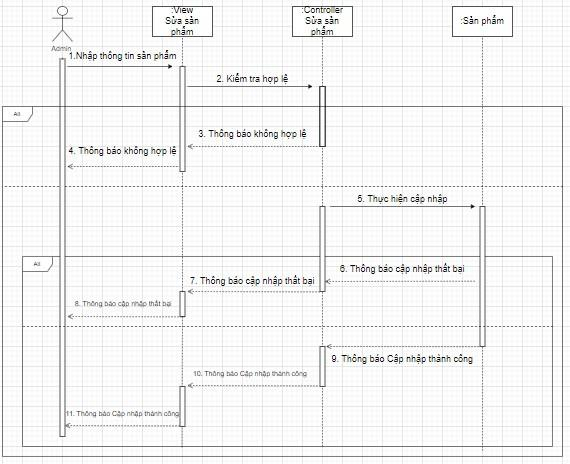 :View
Sửa sản
phẩm
:Controller
Sửa sản
phẩm
:Sản phẩm
Admin
1.Nhập thông tin sản phẩm
2. Kiểm tra hợp lệ
All
3. Thông báo không hợp lệ
4. Thông báo không hợp lệ
5. Thực hiện cập nhập
All
6. Thông báo cập nhập thất bại
7. Thông báo cập nhập thất bại
8. Thông báo cập nhập thất bại
9. Thông báo Cập nhập thành công
10. Thông báo Cập nhập thành công
11. Thông báo Cập nhập thành công